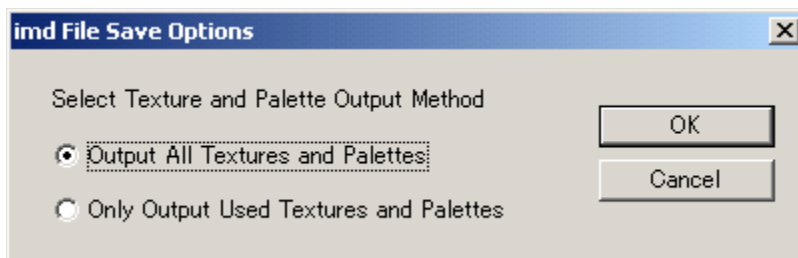 imd File Save Options
Select Texture and Palette Output Method
Output All Textures and Palettes
Only Output Used Textures and Palettes
OK
Cancel